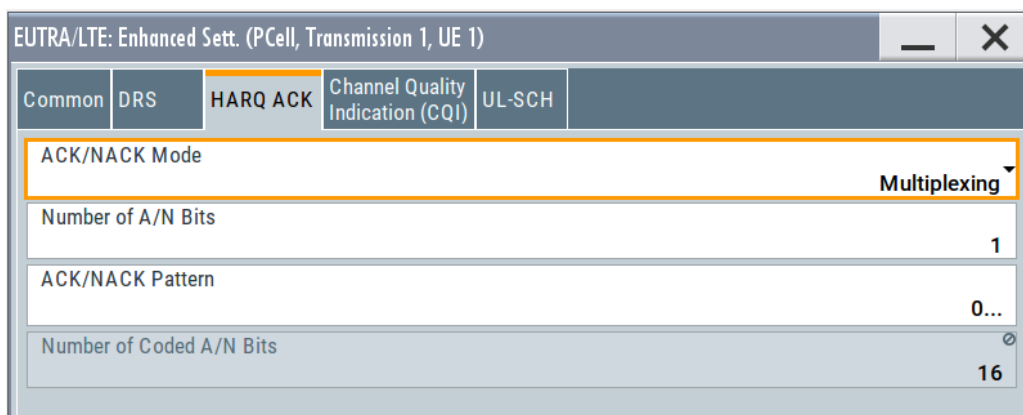 EUTRA/LTE: Enhanced Sett. (PCell, Transmission 1, UE 1)
Common DRS HARQ ACK Channel Quality Indication (CQI) UL-SCH
ACK/NACK Mode
Multiplexing
Number of A/N Bits
1
ACK/NACK Pattern
0...
Number of Coded A/N Bits
16